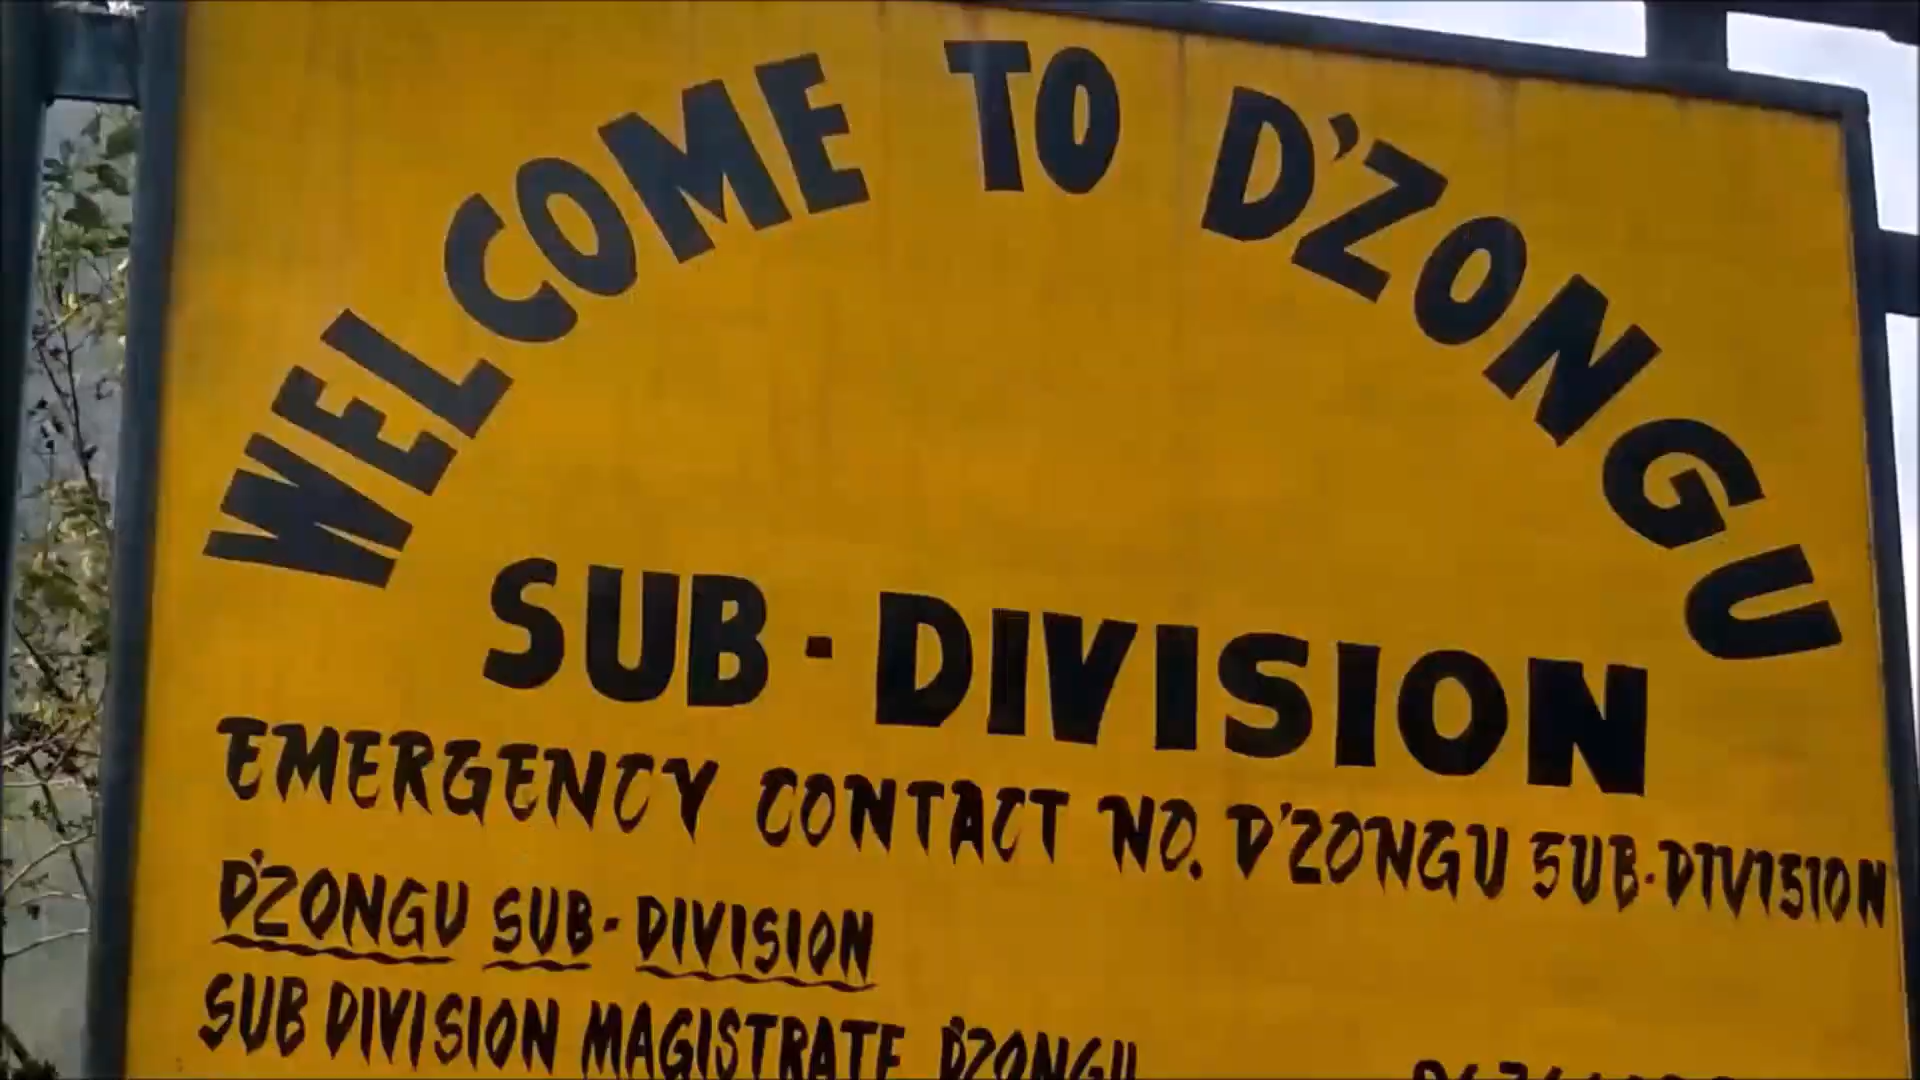 WELCOME TO D'ZONGU
SUB-DIVISION
EMERGENCY CONTACT NO. D'ZONGU SUB-DIVISION
D'ZONGU SUB-DIVISION
SUB DIVISION MAGISTRATE D'ZONGU